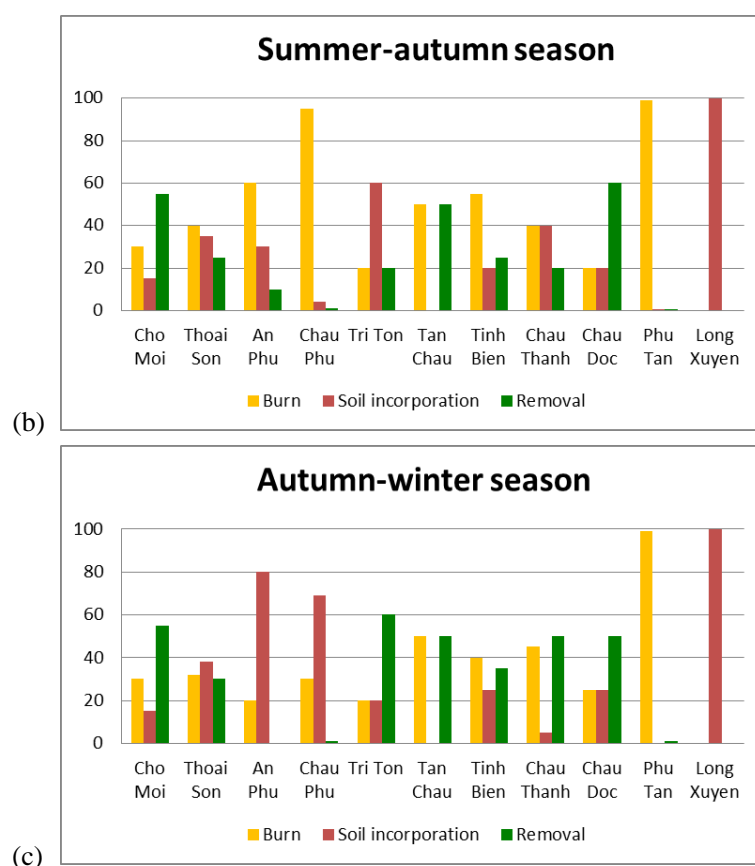 Summer-autumn season
100
80
60
40
20
0
Cho Moi
Thoai Son
An Phu
Chau Phu
Tri Ton
Tan Chau
Tinh Bien
Chau Thanh
Chau Doc
Phu Tan
Long Xuyen
Burn Soil incorporation Removal
(b)
Autumn-winter season
100
80
60
40
20
0
Cho Moi
Thoai Son
An Phu
Chau Phu
Tri Ton
Tan Chau
Tinh Bien
Chau Thanh
Chau Doc
Phu Tan
Long Xuyen
Burn Soil incorporation Removal
(c)